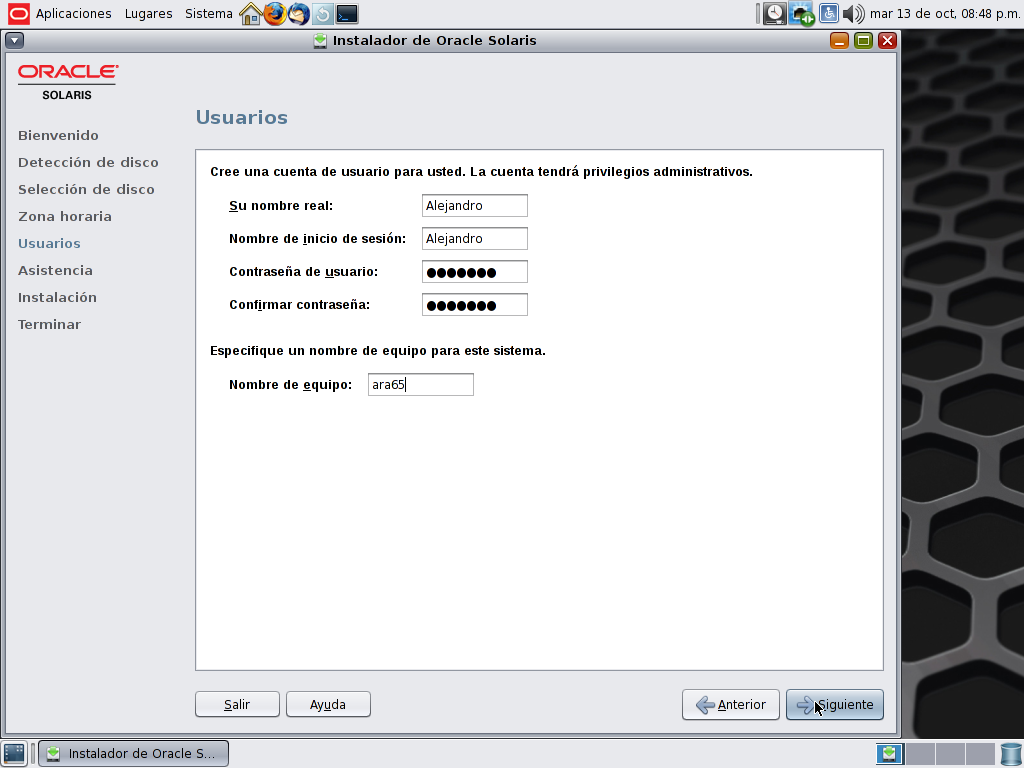 Aplicaciones Lugares Sistema mar 13 de oct, 08:48 p.m.
Instalador de Oracle Solaris
ORACLE
SOLARIS
Usuarios
Bienvenido
Detección de disco
Selección de disco
Zona horaria
Usuarios
Asistencia
Instalación
Terminar
Cree una cuenta de usuario para usted. La cuenta tendrá privilegios administrativos.
Su nombre real: Alejandro
Nombre de inicio de sesión: Alejandro
Contraseña de usuario: ●●●●●●●
Confirmar contraseña: ●●●●●●●
Especifique un nombre de equipo para este sistema.
Nombre de equipo: ara65
Salir Ayuda Anterior Siguiente
Instalador de Oracle S...